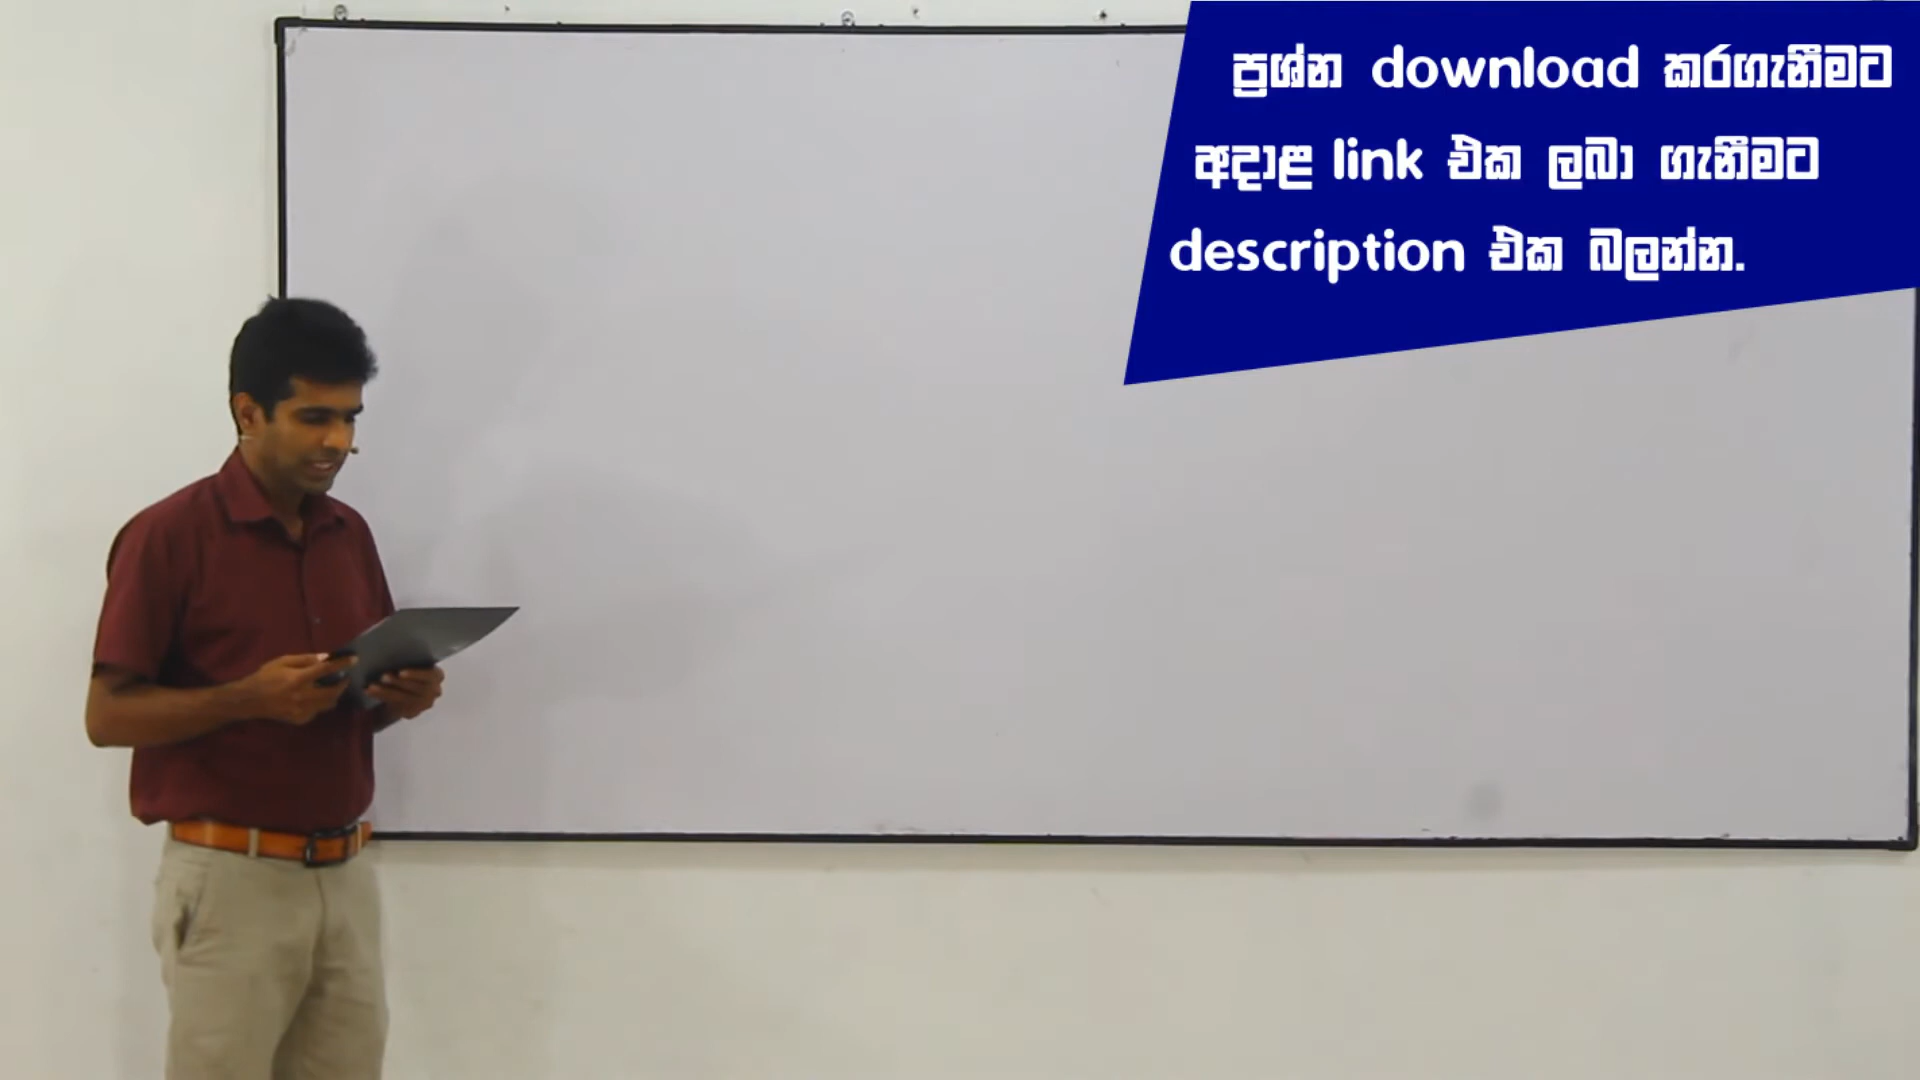 ප්‍රශ්න download කරගැනීමට
අදාළ link එක ලබා ගැනීමට
description එක බලන්න.